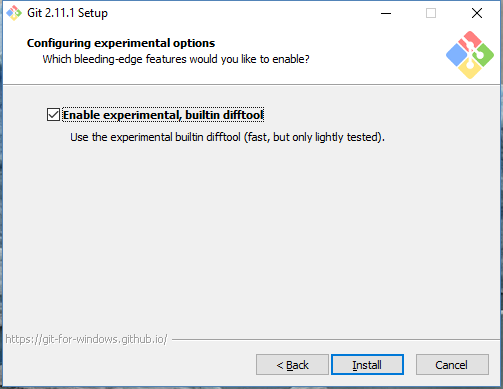 Git 2.11.1 Setup
Configuring experimental options
Which bleeding-edge features would you like to enable?
Enable experimental, builtin difftool
Use the experimental builtin difftool (fast, but only lightly tested).
https://git-for-windows.github.io/
< Back Install Cancel